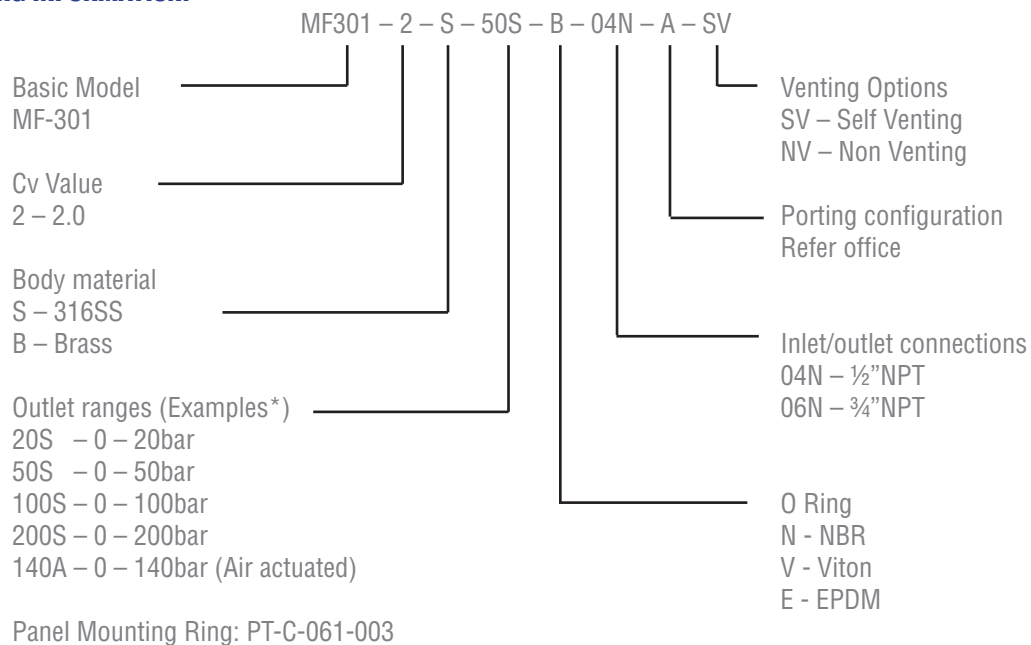 MF301 – 2 – S – 50S – B – 04N – A – SV
Basic Model
MF-301
Cv Value
2 – 2.0
Body material
S – 316SS
B – Brass
Outlet ranges (Examples*)
20S – 0 – 20bar
50S – 0 – 50bar
100S – 0 – 100bar
200S – 0 – 200bar
140A – 0 – 140bar (Air actuated)
Panel Mounting Ring: PT-C-061-003
Venting Options
SV – Self Venting
NV – Non Venting
Porting configuration
Refer office
Inlet/outlet connections
04N – ½”NPT
06N – ¾”NPT
O Ring
N - NBR
V - Viton
E - EPDM